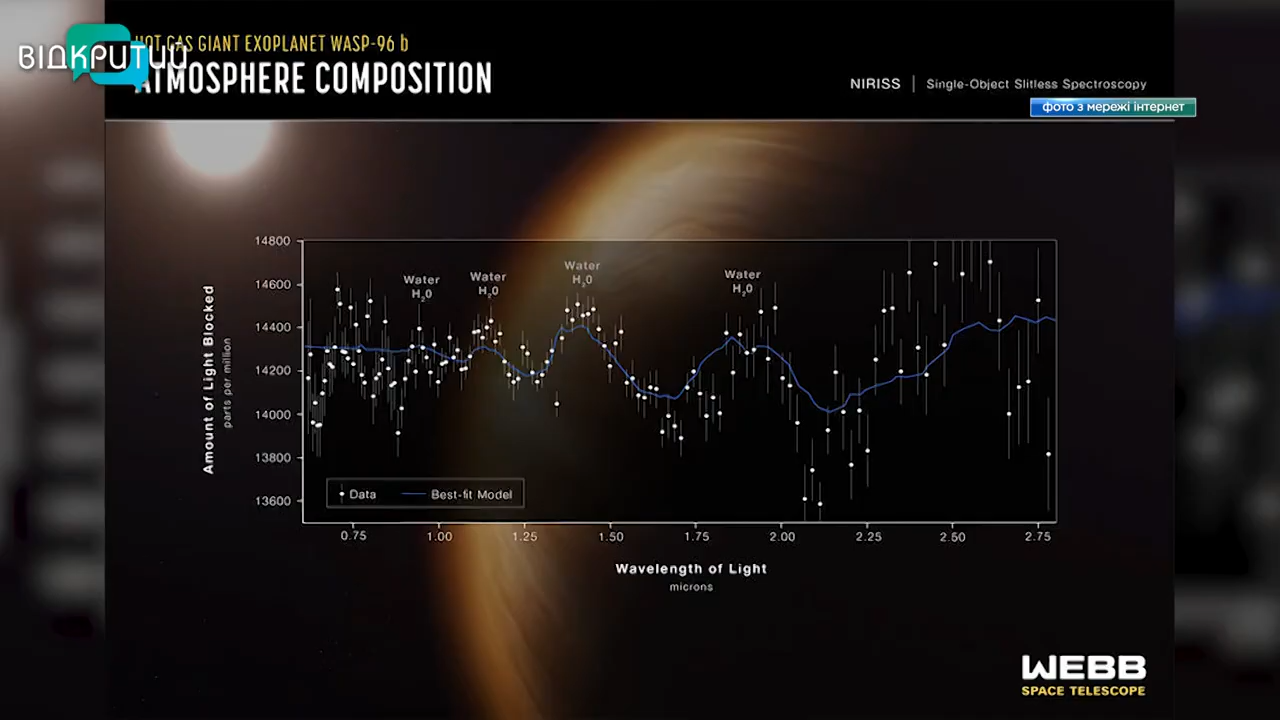 ВІДКРИТИЙ
HOT GAS GIANT EXOPLANET WASP-96 b
ATMOSPHERE COMPOSITION
NIRISS | Single-Object Slitless Spectroscopy
фото з мережі інтернет
Amount of Light Blocked
parts per million
14800
14600
14400
14200
14000
13800
13600
Water
H₂O
Water
H₂O
Water
H₂O
Water
H₂O
Data
Best-fit Model
0.75 1.00 1.25 1.50 1.75 2.00 2.25 2.50 2.75
Wavelength of Light
microns
WEBB
SPACE TELESCOPE